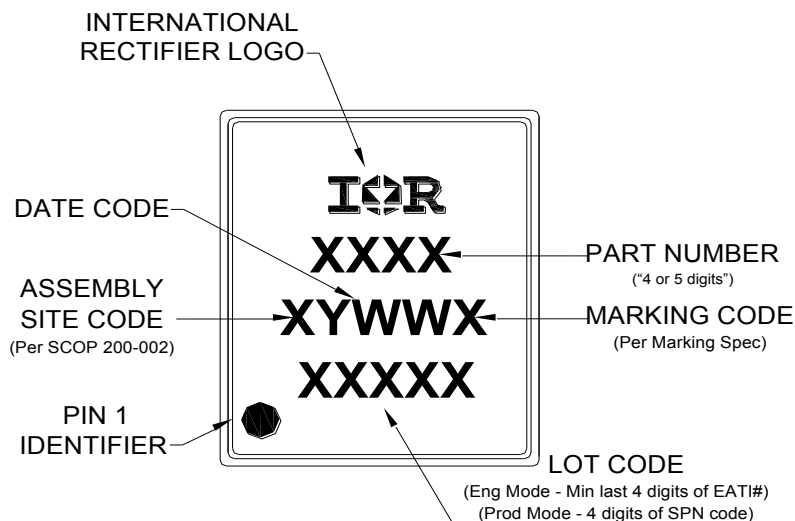 INTERNATIONAL
RECTIFIER LOGO
IOR
DATE CODE
XXXX
PART NUMBER
(“4 or 5 digits”)
ASSEMBLY
SITE CODE
(Per SCOP 200-002)
XYWWX
MARKING CODE
(Per Marking Spec)
XXXXX
PIN 1
IDENTIFIER
LOT CODE
(Eng Mode - Min last 4 digits of EATI#)
(Prod Mode - 4 digits of SPN code)